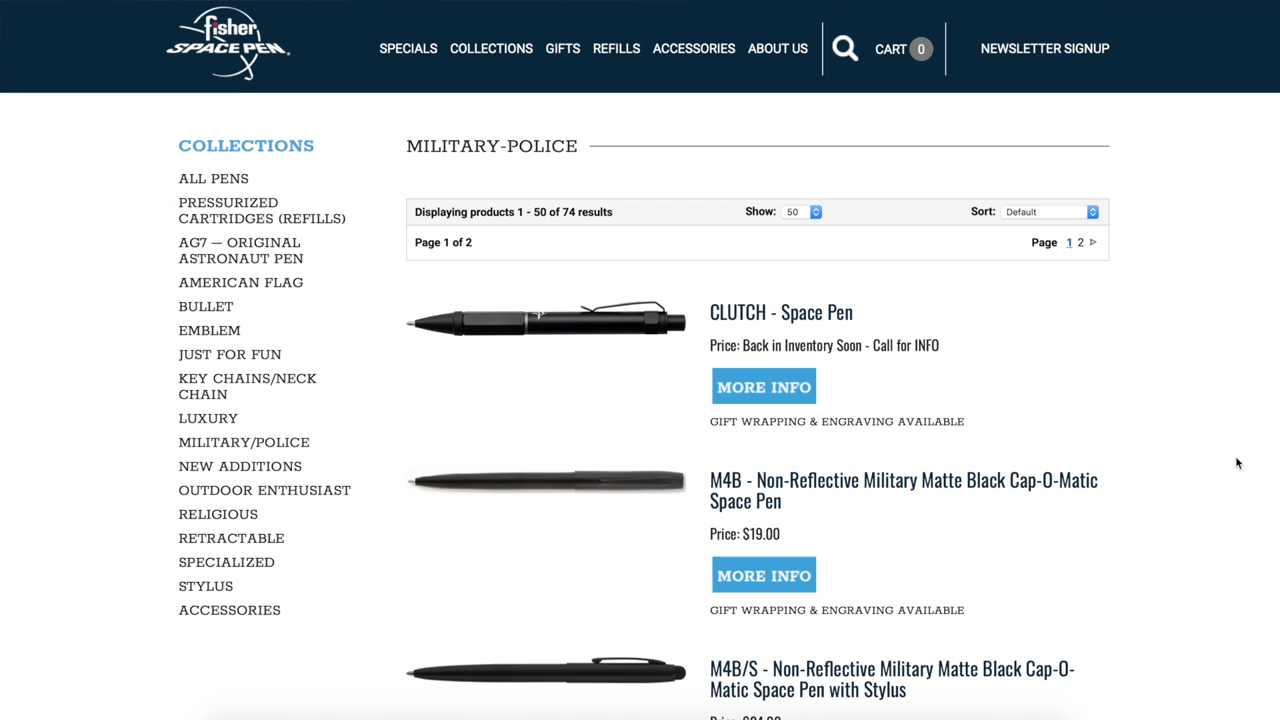 fisher
SPACE PEN
SPECIALS COLLECTIONS GIFTS REFILLS ACCESSORIES ABOUT US CART 0 NEWSLETTER SIGNUP
COLLECTIONS
ALL PENS
PRESSURIZED
CARTRIDGES (REFILLS)
AG7 — ORIGINAL
ASTRONAUT PEN
AMERICAN FLAG
BULLET
EMBLEM
JUST FOR FUN
KEY CHAINS/NECK
CHAIN
LUXURY
MILITARY/POLICE
NEW ADDITIONS
OUTDOOR ENTHUSIAST
RELIGIOUS
RETRACTABLE
SPECIALIZED
STYLUS
ACCESSORIES
MILITARY-POLICE
Displaying products 1 - 50 of 74 results Show: 50 Sort: Default
Page 1 of 2 Page 1 2
CLUTCH - Space Pen
Price: Back in Inventory Soon - Call for INFO
MORE INFO
GIFT WRAPPING & ENGRAVING AVAILABLE
M4B - Non-Reflective Military Matte Black Cap-O-Matic
Space Pen
Price: $19.00
MORE INFO
GIFT WRAPPING & ENGRAVING AVAILABLE
M4B/S - Non-Reflective Military Matte Black Cap-O-
Matic Space Pen with Stylus